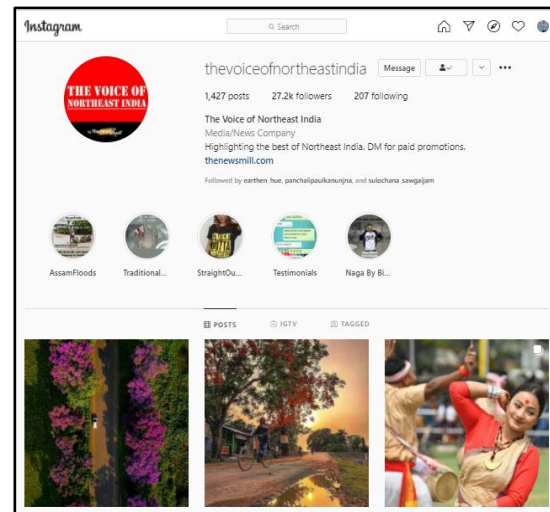 Instagram
Search
thevoiceofnortheastindia Message
1,427 posts 27.2k followers 207 following
The Voice of Northeast India
Media/News Company
Highlighting the best of Northeast India. DM for paid promotions.
thenewsmill.com
Followed by earthen_hue, panchalipaulkanunjna, and sulochana_sawgaijam
THE VOICE OF
NORTHEAST INDIA
AssamFloods Traditional... StraightOu... Testimonials Naga By Bi...
POSTS IGTV TAGGED